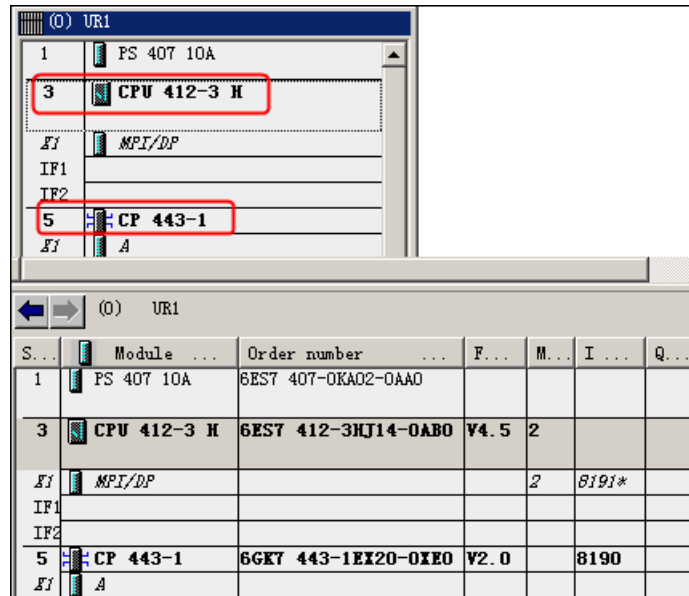 (0) UR1
1 PS 407 10A
3 CPU 412-3 H
X1 MPI/DP
IF1
IF2
5 CP 443-1
X1 A
(0) UR1
S... Module ... Order number ... F... M... I ... Q...
1 PS 407 10A 6ES7 407-0KA02-0AA0
3 CPU 412-3 H 6ES7 412-3HJ14-0AB0 V4.5 2
X1 MPI/DP 2 8191*
IF1
IF2
5 CP 443-1 6GK7 443-1EX20-0XE0 V2.0 8190
X1 A